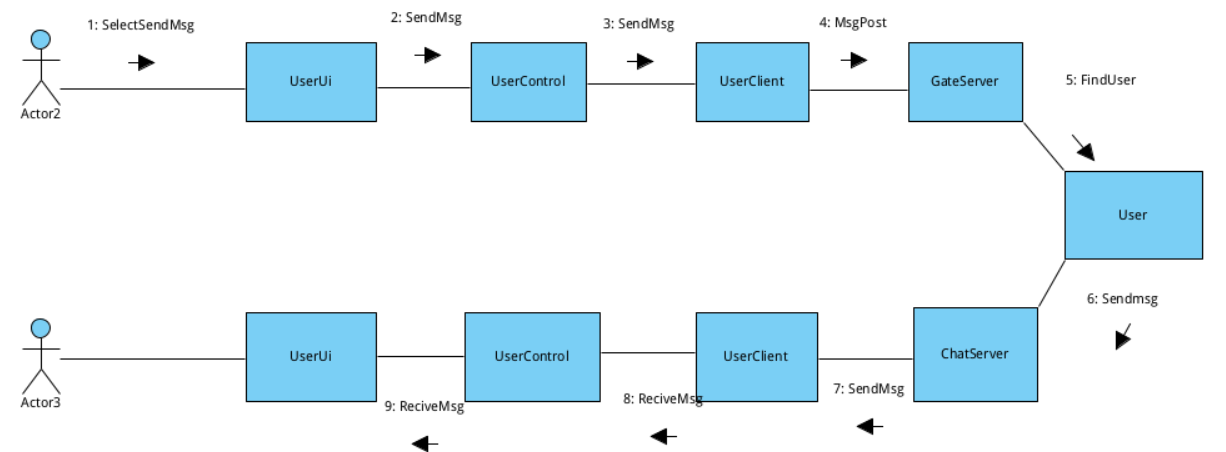 1: SelectSendMsg
2: SendMsg
3: SendMsg
4: MsgPost
5: FindUser
UserUi
UserControl
UserClient
GateServer
Actor2
User
6: Sendmsg
UserUi
UserControl
UserClient
ChatServer
Actor3
9: ReciveMsg
8: ReciveMsg
7: SendMsg